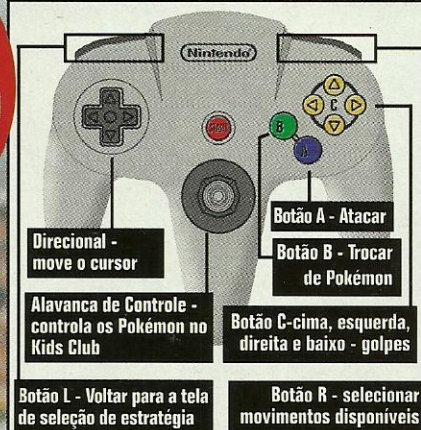 Nintendo
START
C
B
A
Botão A - Atacar
Direcional -
move o cursor
Botão B - Trocar
de Pokémon
Alavanca de Controle -
controla os Pokémon no
Kids Club
Botão C-cima, esquerda,
direita e baixo - golpes
Botão L - Voltar para a tela
de seleção de estratégia
Botão R - selecionar
movimentos disponíveis